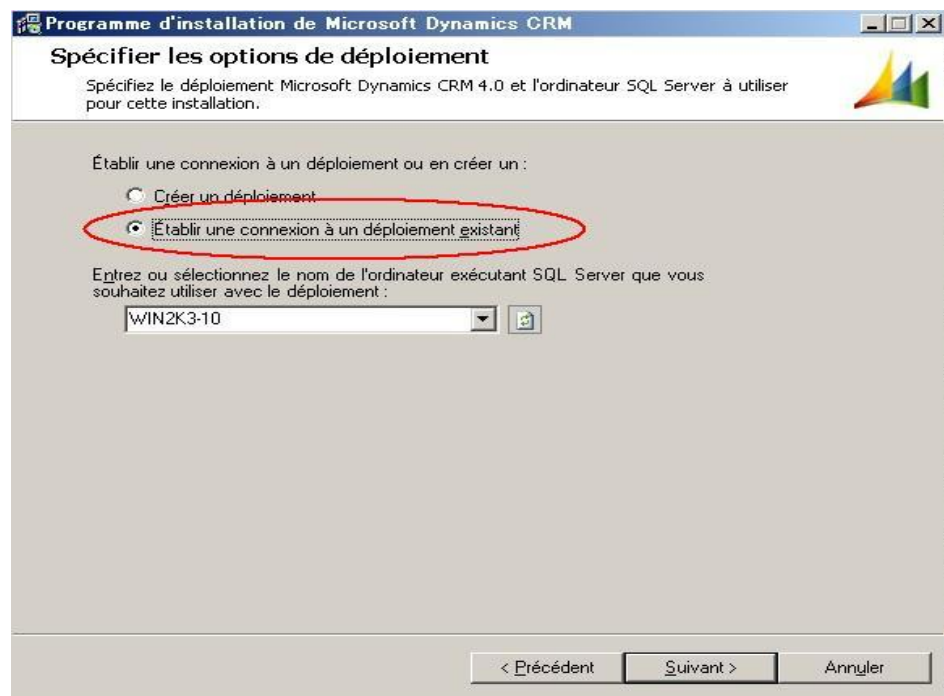 Programme d'installation de Microsoft Dynamics CRM
Spécifier les options de déploiement
Spécifiez le déploiement Microsoft Dynamics CRM 4.0 et l'ordinateur SQL Server à utiliser
pour cette installation.
Établir une connexion à un déploiement ou en créer un :
Créer un déploiement
Établir une connexion à un déploiement existant
Entrez ou sélectionnez le nom de l'ordinateur exécutant SQL Server que vous
souhaitez utiliser avec le déploiement :
WIN2K3-10
< Précédent
Suivant >
Annuler